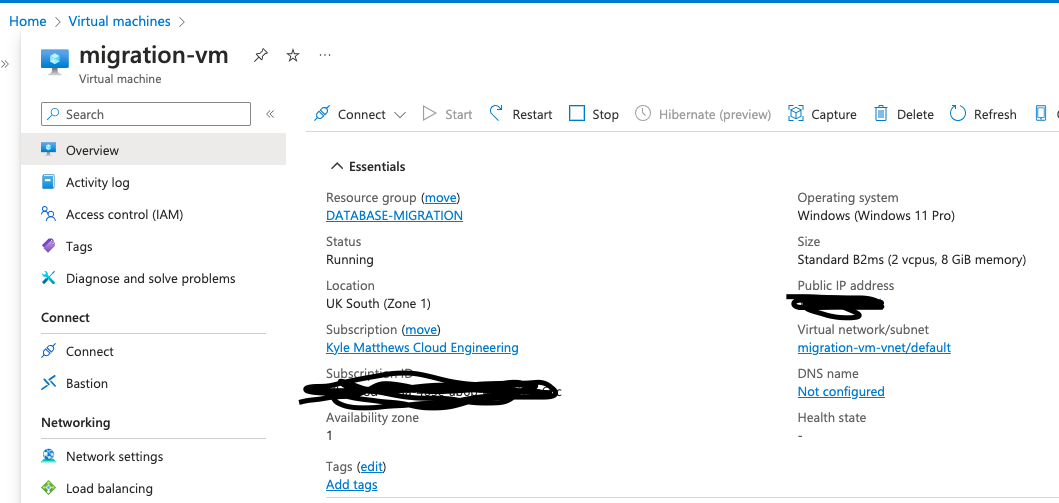 Home > Virtual machines >
migration-vm
Virtual machine
Search
Connect
Start
Restart
Stop
Hibernate (preview)
Capture
Delete
Refresh
Overview
Activity log
Access control (IAM)
Tags
Diagnose and solve problems
Connect
Connect
Bastion
Networking
Network settings
Load balancing
Essentials
Resource group (move)
DATABASE-MIGRATION
Status
Running
Location
UK South (Zone 1)
Subscription (move)
Kyle Matthews Cloud Engineering
Subscription ID
Availability zone
1
Tags (edit)
Add tags
Operating system
Windows (Windows 11 Pro)
Size
Standard B2ms (2 vcpus, 8 GiB memory)
Public IP address
Virtual network/subnet
migration-vm-vnet/default
DNS name
Not configured
Health state
-